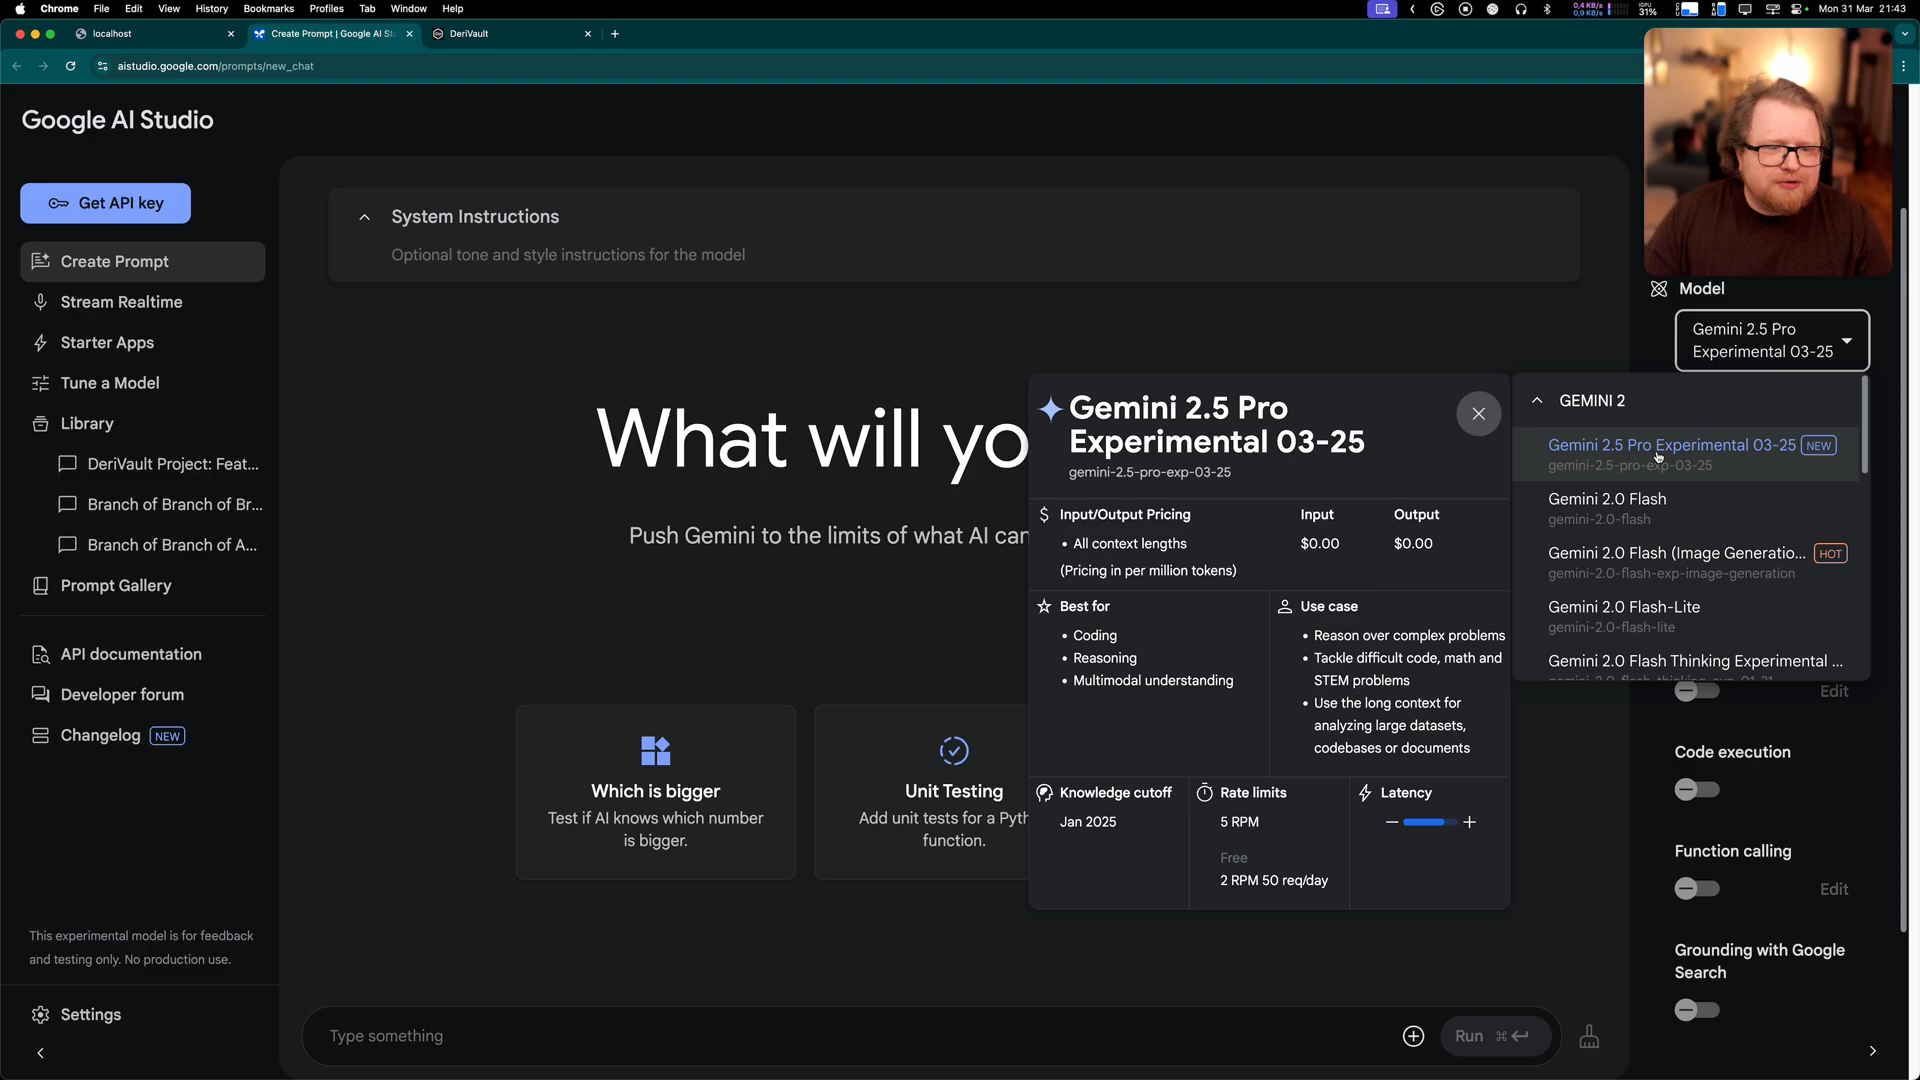 Chrome File Edit View History Bookmarks Profiles Tab Window Help
0,4 KB/s
0,9 KB/s
IGPU
31%
Mon 31 Mar 21:43
localhost
Create Prompt | Google AI St
DeriVault
aistudio.google.com/prompts/new_chat
Google AI Studio
Get API key
Create Prompt
Stream Realtime
Starter Apps
Tune a Model
Library
DeriVault Project: Feat...
Branch of Branch of Br...
Branch of Branch of A...
Prompt Gallery
API documentation
Developer forum
Changelog NEW
This experimental model is for feedback
and testing only. No production use.
Settings
System Instructions
Optional tone and style instructions for the model
What will yo
Push Gemini to the limits of what AI can
Which is bigger
Test if AI knows which number
is bigger.
Unit Testing
Add unit tests for a Pyth
function.
Type something
Run ⌘
Gemini 2.5 Pro
Experimental 03-25
gemini-2.5-pro-exp-03-25
Input/Output Pricing Input Output
• All context lengths $0.00 $0.00
(Pricing in per million tokens)
Best for
• Coding
• Reasoning
• Multimodal understanding
Use case
• Reason over complex problems
• Tackle difficult code, math and
STEM problems
• Use the long context for
analyzing large datasets,
codebases or documents
Knowledge cutoff
Jan 2025
Rate limits
5 RPM
Free
2 RPM 50 req/day
Latency
Model
Gemini 2.5 Pro
Experimental 03-25
GEMINI 2
Gemini 2.5 Pro Experimental 03-25 NEW
gemini-2.5-pro-exp-03-25
Gemini 2.0 Flash
gemini-2.0-flash
Gemini 2.0 Flash (Image Generatio... HOT
gemini-2.0-flash-exp-image-generation
Gemini 2.0 Flash-Lite
gemini-2.0-flash-lite
Gemini 2.0 Flash Thinking Experimental ...
Edit
Code execution
Function calling
Edit
Grounding with Google
Search